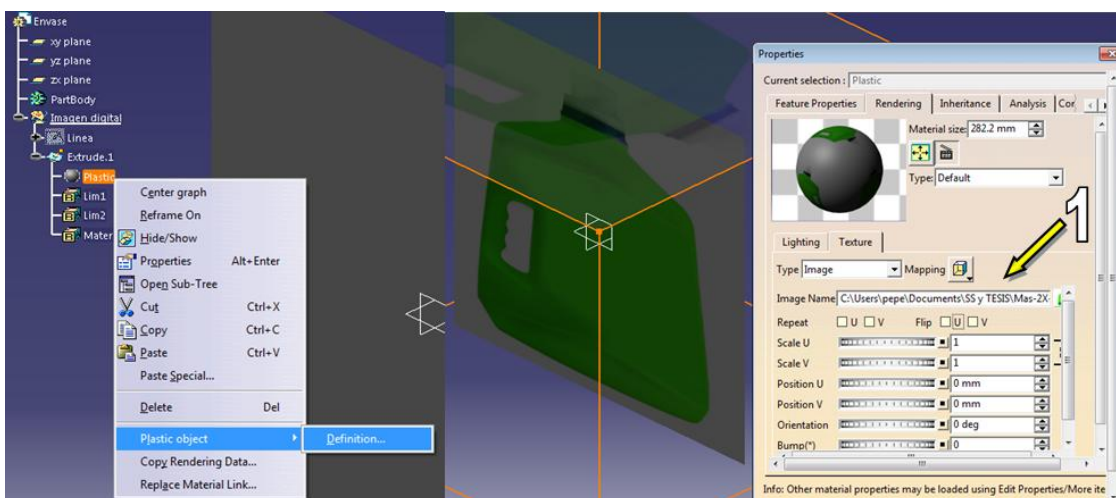 Envase
xy plane
yz plane
zx plane
PartBody
Imagen digital
Linea
Extrude.1
Plastic
Lim1
Lim2
Mater
Center graph
Reframe On
Hide/Show
Properties Alt+Enter
Open Sub-Tree
Cut Ctrl+X
Copy Ctrl+C
Paste Ctrl+V
Paste Special...
Delete Del
Plastic object
Definition...
Copy Rendering Data...
Replace Material Link...
Properties
Current selection : Plastic
Feature Properties Rendering Inheritance Analysis Cor
Material size: 282.2 mm
Type: Default
1
Lighting Texture
Type Image Mapping
Image Name C:\Users\pepe\Documents\SS y TESIS\Mas-2X-
Repeat U V Flip U V
Scale U 1
Scale V 1
Position U 0 mm
Position V 0 mm
Orientation 0 deg
Bump(*) 0
Info: Other material properties may be loaded using Edit Properties/More ite